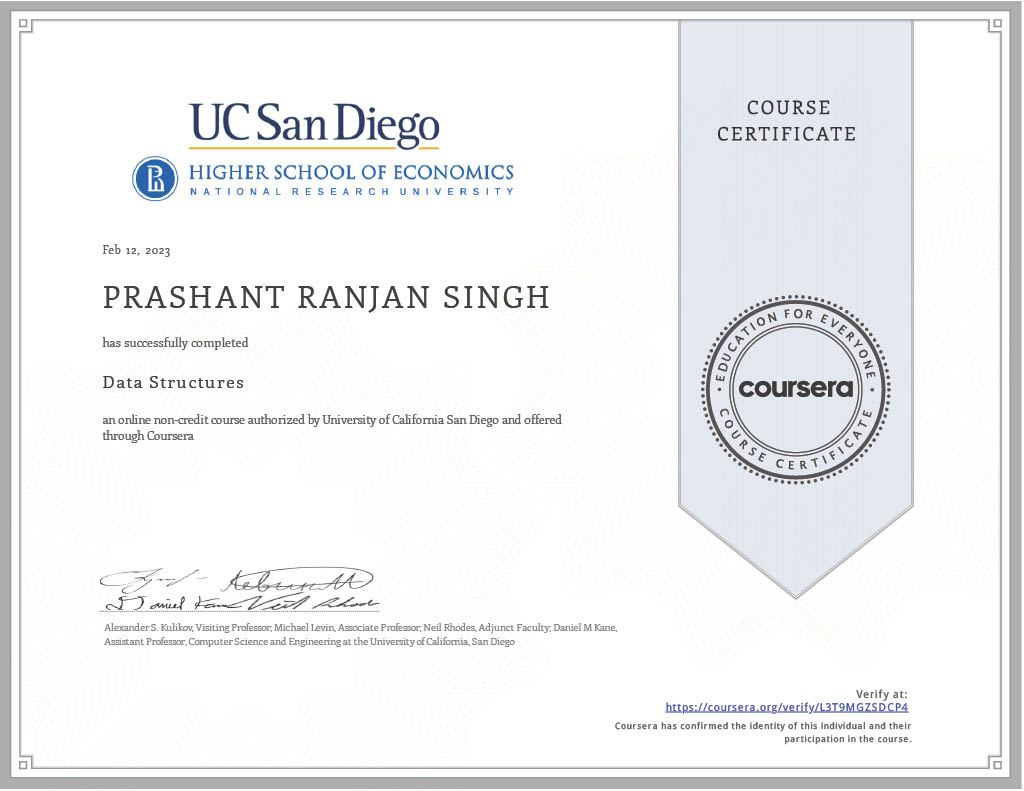 UC San Diego
HIGHER SCHOOL OF ECONOMICS
NATIONAL RESEARCH UNIVERSITY
COURSE
CERTIFICATE
Feb 12, 2023
PRASHANT RANJAN SINGH
has successfully completed
Data Structures
an online non-credit course authorized by University of California San Diego and offered
through Coursera
EDUCATION FOR EVERYONE
coursera
COURSE CERTIFICATE
Alexander S. Kulikov, Visiting Professor; Michael Levin, Associate Professor; Neil Rhodes, Adjunct Faculty; Daniel M Kane,
Assistant Professor, Computer Science and Engineering at the University of California, San Diego
Verify at:
https://coursera.org/verify/L3T9MGZSDCP4
Coursera has confirmed the identity of this individual and their
participation in the course.